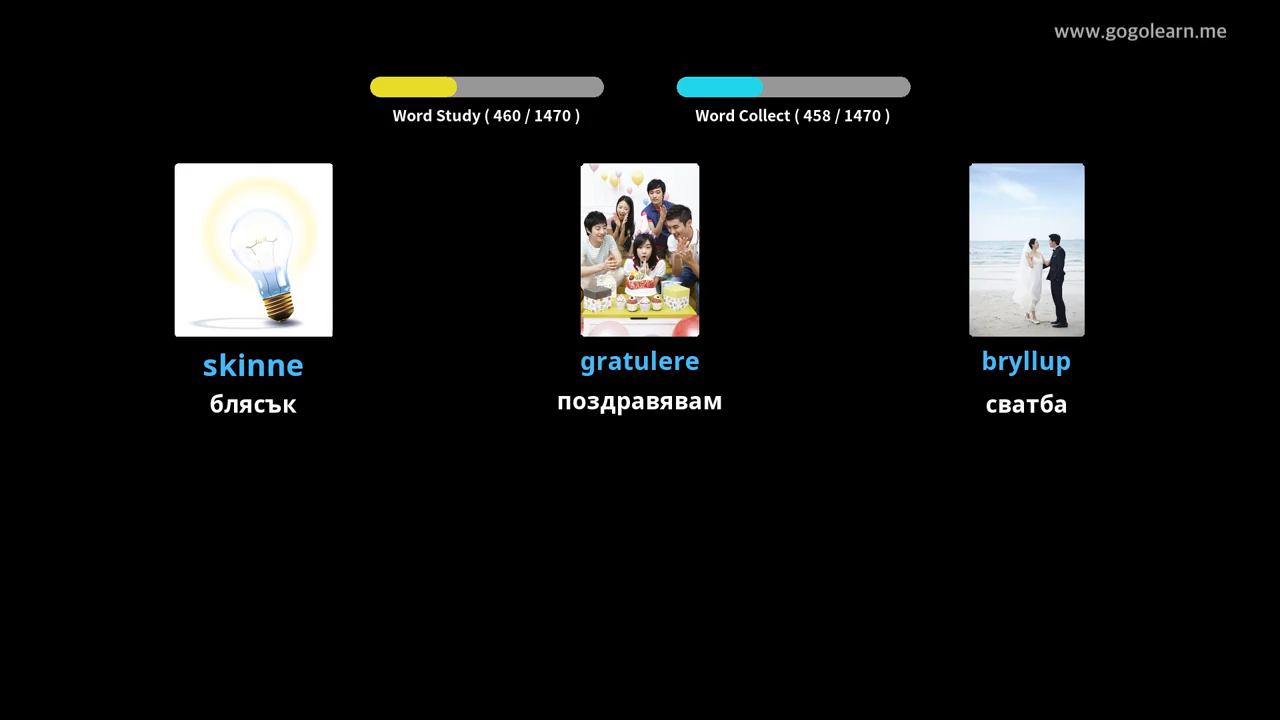 www.gogolearn.me
Word Study ( 460 / 1470 )
Word Collect ( 458 / 1470 )
skinne
gratulere
bryllup
блясък
поздравявам
сватба